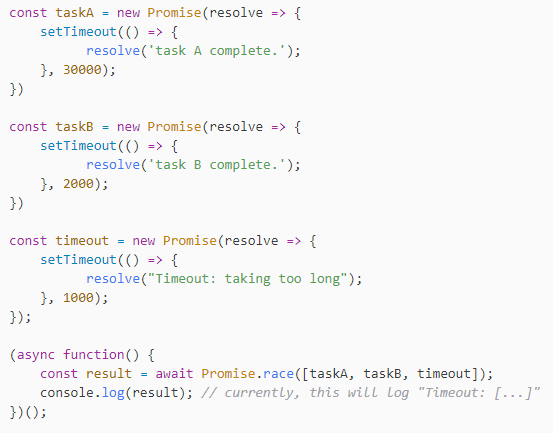 const taskA = new Promise(resolve => {
    setTimeout(() => {
          resolve('task A complete.');
    }, 30000);
})

const taskB = new Promise(resolve => {
    setTimeout(() => {
          resolve('task B complete.');
    }, 2000);
})

const timeout = new Promise(resolve => {
    setTimeout(() => {
          resolve("Timeout: taking too long");
    }, 1000);
});

(async function() {
    const result = await Promise.race([taskA, taskB, timeout]);
    console.log(result); // currently, this will log "Timeout: [...]"
})();